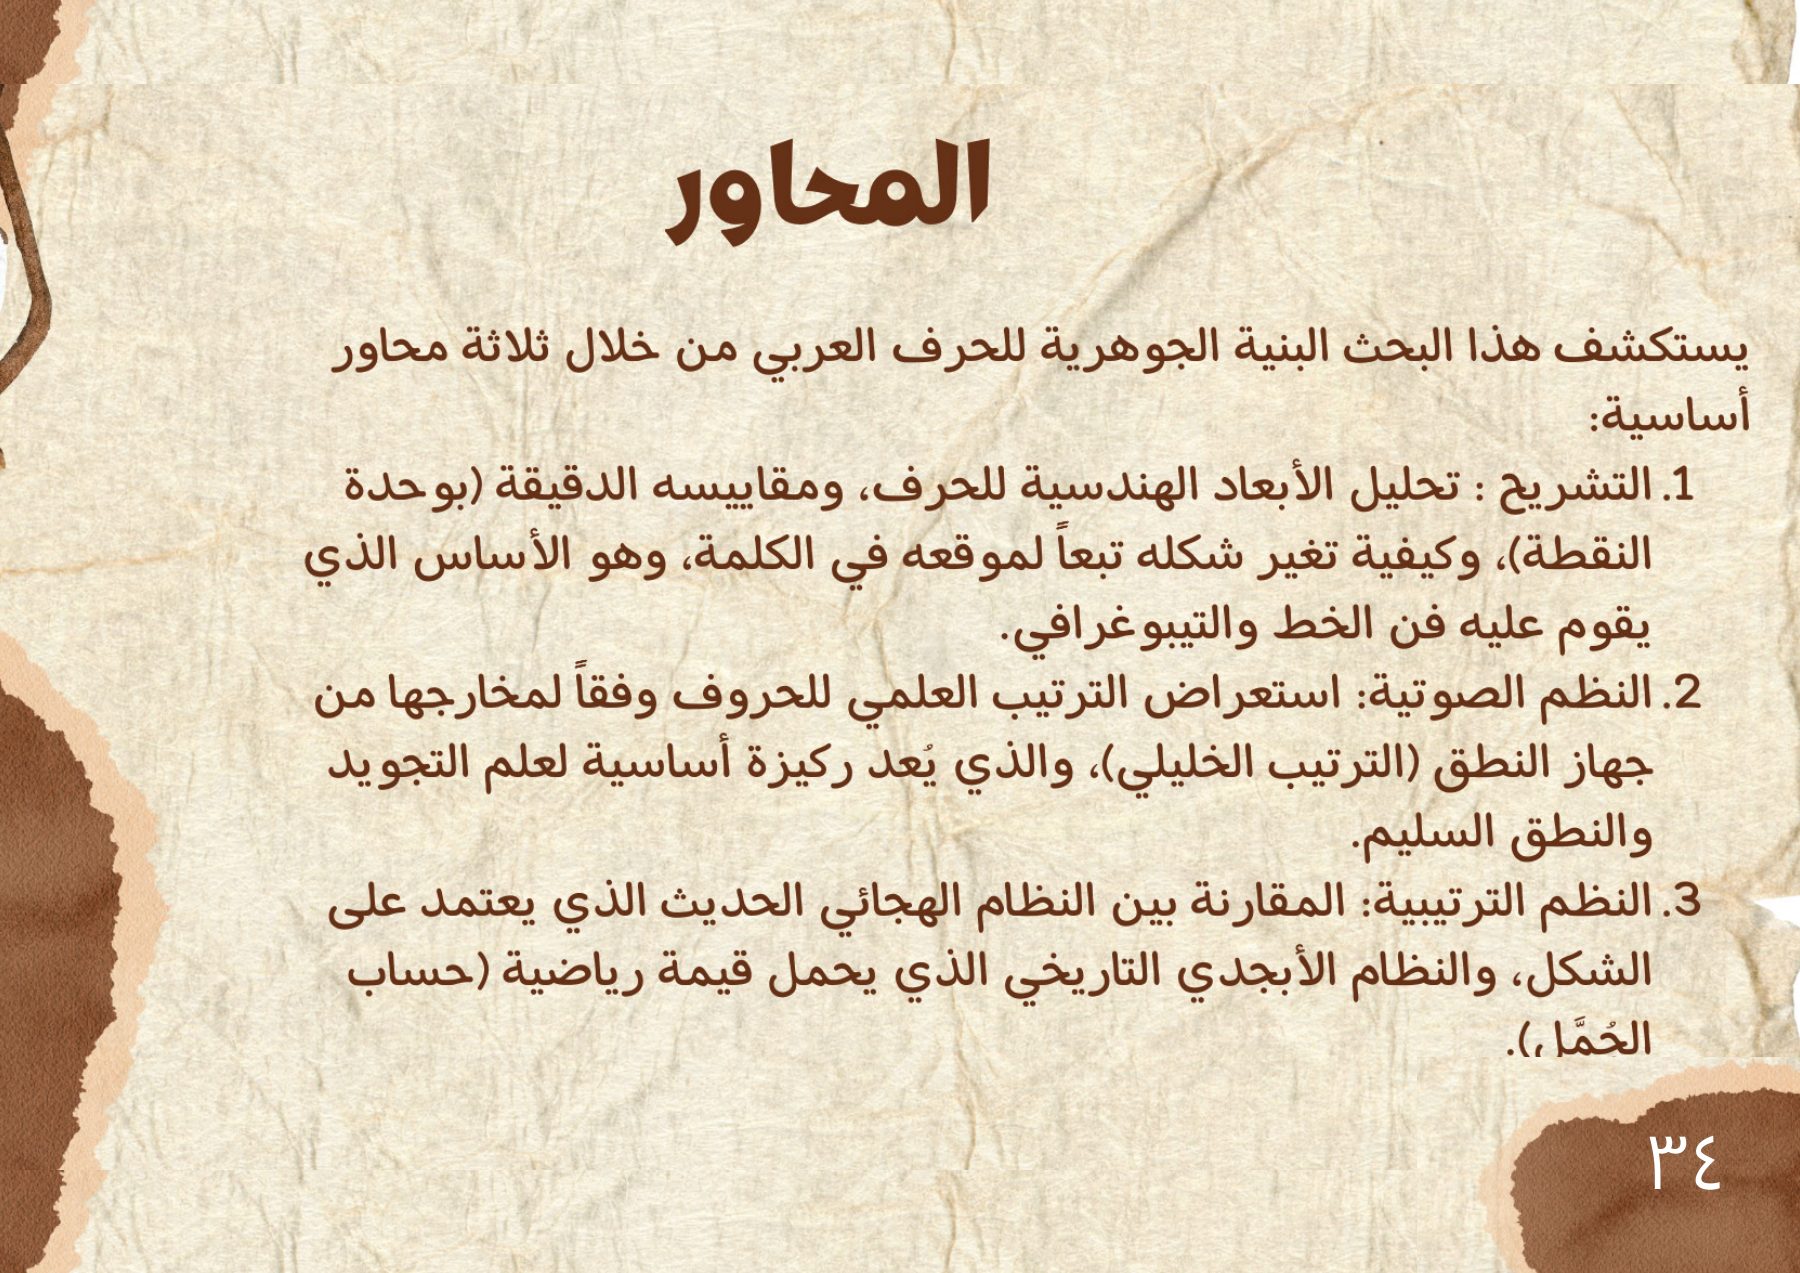 المحاور
يستكشف هذا البحث البنية الجوهرية للحرف العربي من خلال ثلاثة محاور
أساسية:
1. التشريح : تحليل الأبعاد الهندسية للحرف، ومقاييسه الدقيقة (بوحدة
النقطة)، وكيفية تغير شكله تبعاً لموقعه في الكلمة، وهو الأساس الذي
يقوم عليه فن الخط والتيبوغرافي.
2. النظم الصوتية: استعراض الترتيب العلمي للحروف وفقاً لمخارجها من
جهاز النطق (الترتيب الخليلي)، والذي يُعد ركيزة أساسية لعلم التجويد
والنطق السليم.
3. النظم الترتيبية: المقارنة بين النظام الهجائي الحديث الذي يعتمد على
الشكل، والنظام الأبجدي التاريخي الذي يحمل قيمة رياضية (حساب
الجُمَّل).
٣٤